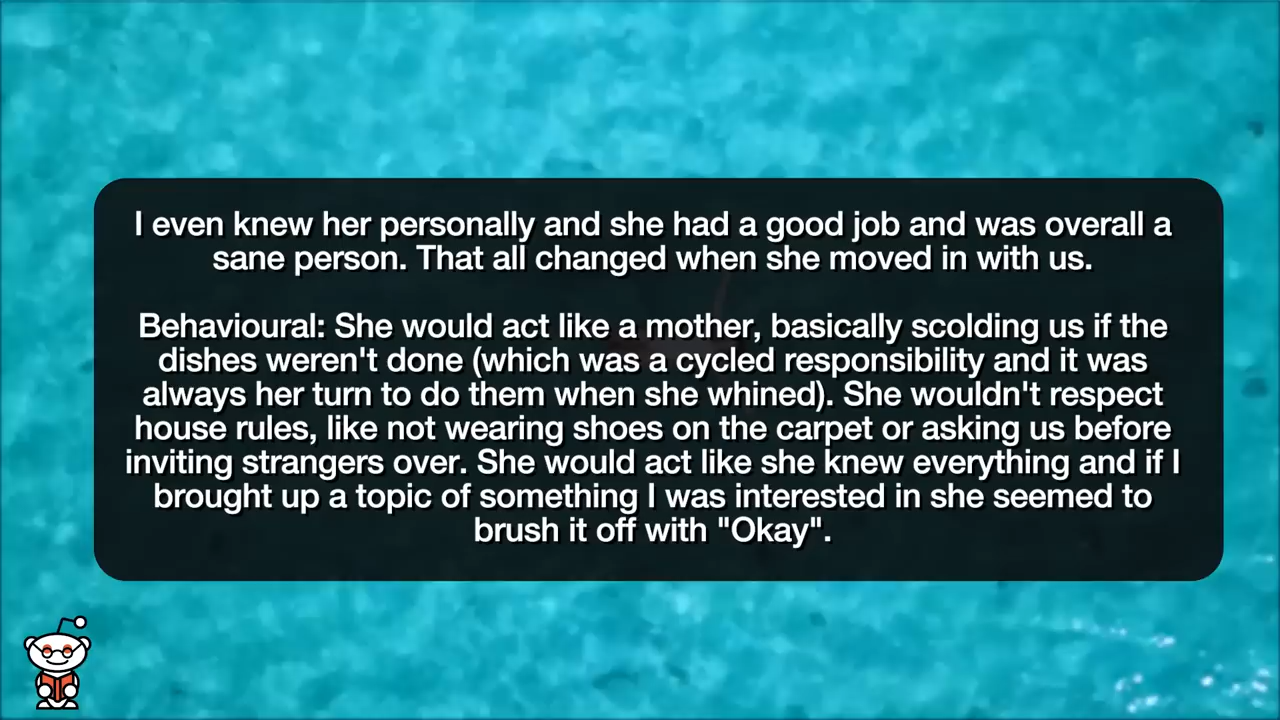 I even knew her personally and she had a good job and was overall a
sane person. That all changed when she moved in with us.
Behavioural: She would act like a mother, basically scolding us if the
dishes weren't done (which was a cycled responsibility and it was
always her turn to do them when she whined). She wouldn't respect
house rules, like not wearing shoes on the carpet or asking us before
inviting strangers over. She would act like she knew everything and if I
brought up a topic of something I was interested in she seemed to
brush it off with "Okay".